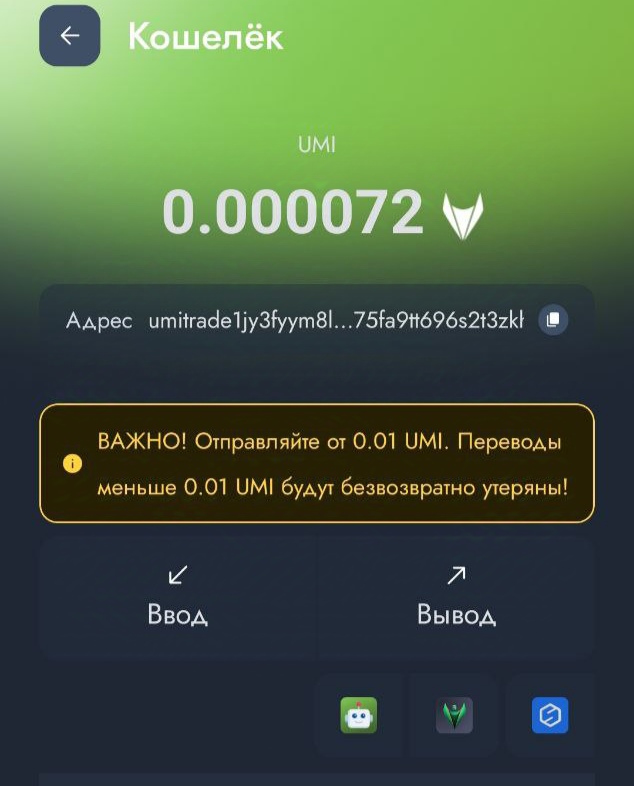 Кошелёк
UMI
0.000072
Адрес umitrade1jy3fyym8l...75fa9tt696s2t3zkł
ВАЖНО! Отправляйте от 0.01 UMI. Переводы
меньше 0.01 UMI будут безвозвратно утеряны!
Ввод Вывод